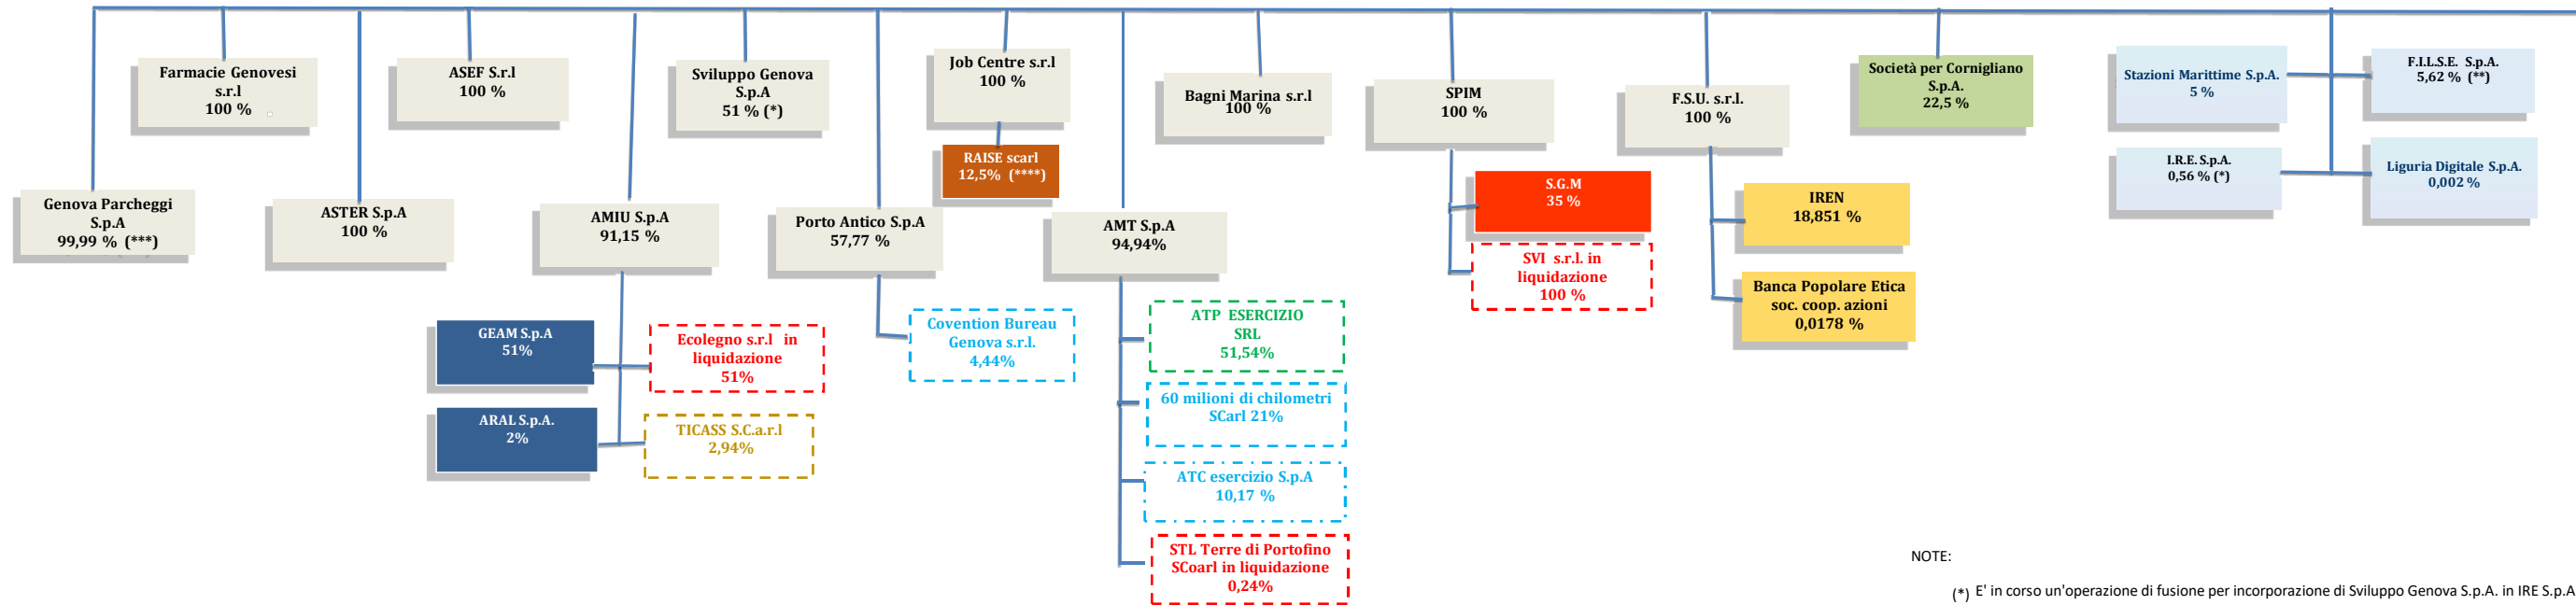 Farmacie Genovesi
s.r.l
100 %
ASEF S.r.l
100 %
Sviluppo Genova
S.p.A
51 % (*)
Job Centre s.r.l
100 %
RAISE scarl
12,5% (****)
Bagni Marina s.r.l
100 %
SPIM
100 %
F.S.U. s.r.l.
100 %
Società per Cornigliano
S.p.A.
22,5 %
Stazioni Marittime S.p.A.
5 %
F.I.L.S.E. S.p.A.
5,62 % (**)
I.R.E. S.p.A.
0,56 % (*)
Liguria Digitale S.p.A.
0,002 %
Genova Parcheggi
S.p.A
99,99 % (***)
ASTER S.p.A
100 %
AMIU S.p.A
91,15 %
Porto Antico S.p.A
57,77 %
AMT S.p.A
94,94%
S.G.M
35 %
SVI s.r.l. in
liquidazione
100 %
IREN
18,851 %
Banca Popolare Etica
soc. coop. azioni
0,0178 %
GEAM S.p.A
51%
Ecolegno s.r.l in
liquidazione
51%
ARAL S.p.A.
2%
TICASS S.C.a.r.l
2,94%
Covention Bureau
Genova s.r.l.
4,44%
ATP ESERCIZIO
SRL
51,54%
60 milioni di chilometri
SCarl 21%
ATC esercizio S.p.A
10,17 %
STL Terre di Portofino
SCoarl in liquidazione
0,24%
NOTE:
(*) E' in corso un'operazione di fusione per incorporazione di Sviluppo Genova S.p.A. in IRE S.p.A